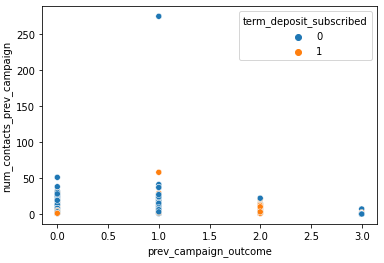 term_deposit_subscribed
0
1
num_contacts_prev_campaign
250
200
150
100
50
0
0.0 0.5 1.0 1.5 2.0 2.5 3.0
prev_campaign_outcome